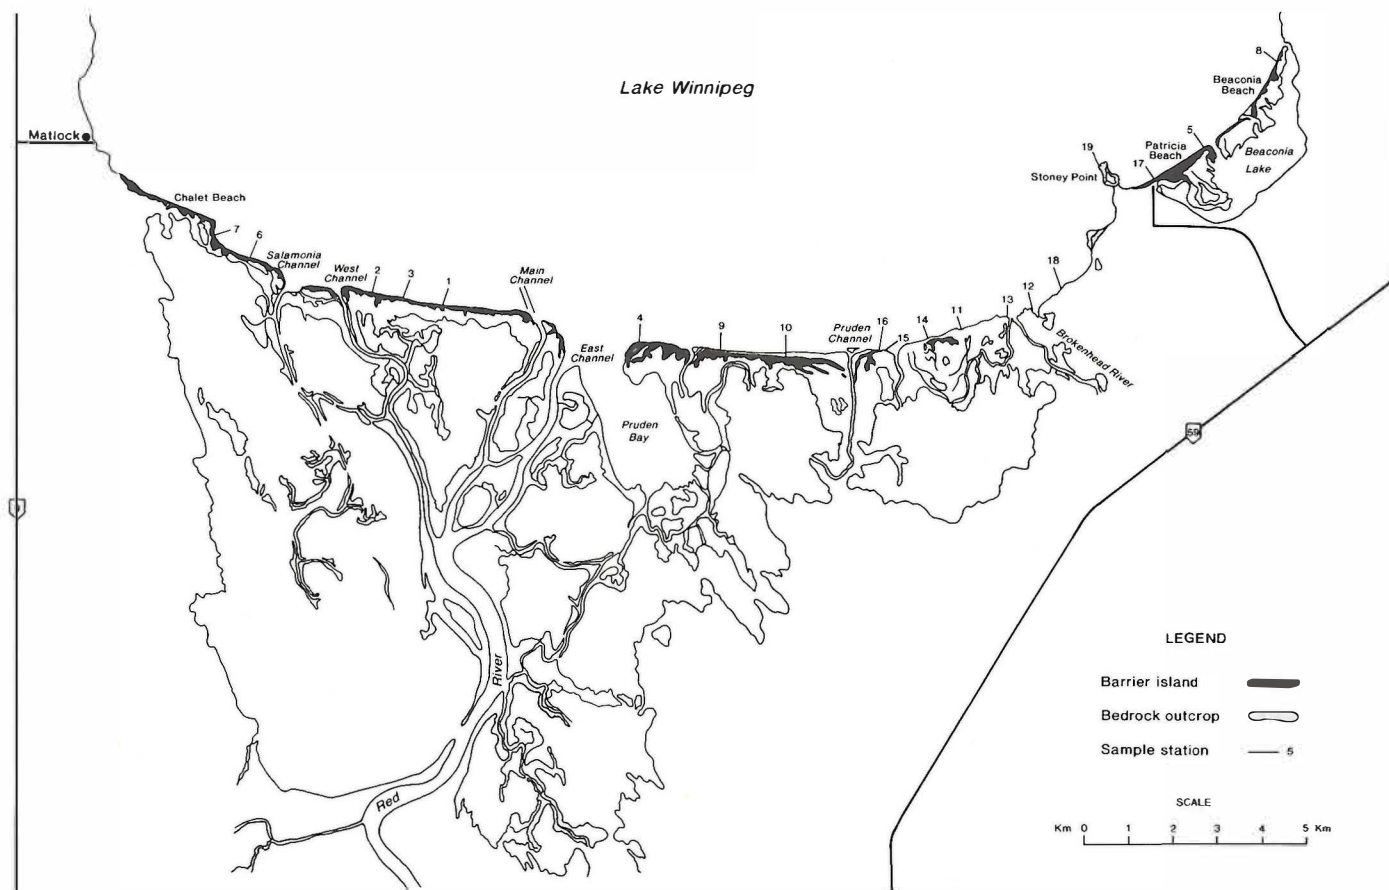 Lake Winnipeg
8
Beaconia
Beach
Matlock
5
19
Patricia
Beach
Beaconia
Lake
17
Stoney Point
Chalet Beach
7
6
Salamonia
Channel
West
Channel
2
3
1
Main
Channel
18
12
13
11
14
4
9
10
Pruden
Channel
16
15
East
Channel
Brokenhead River
Pruden
Bay
59
9
River
Red
LEGEND
Barrier island
Bedrock outcrop
Sample station
5
SCALE
Km 0 1 2 3 4 5 Km